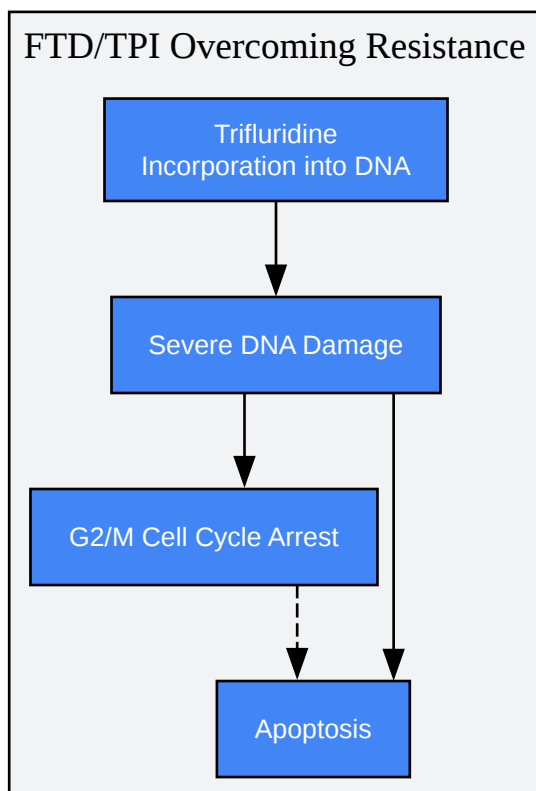 FTD/TPI Overcoming Resistance
Trifluridine
Incorporation into DNA
Severe DNA Damage
G2/M Cell Cycle Arrest
Apoptosis